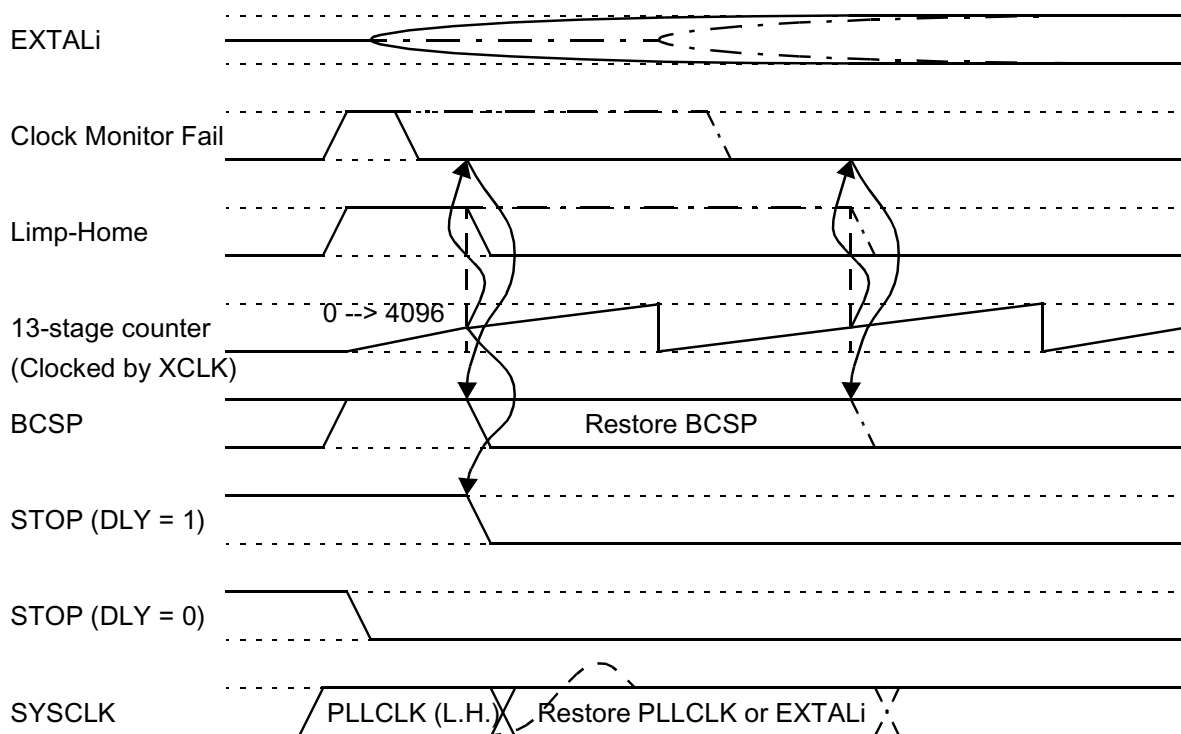 EXTALi
Clock Monitor Fail
Limp-Home
0 --> 4096
13-stage counter
(Clocked by XCLK)
BCSP
Restore BCSP
STOP (DLY = 1)
STOP (DLY = 0)
SYSCLK
PLLCLK (L.H.)
Restore PLLCLK or EXTALi